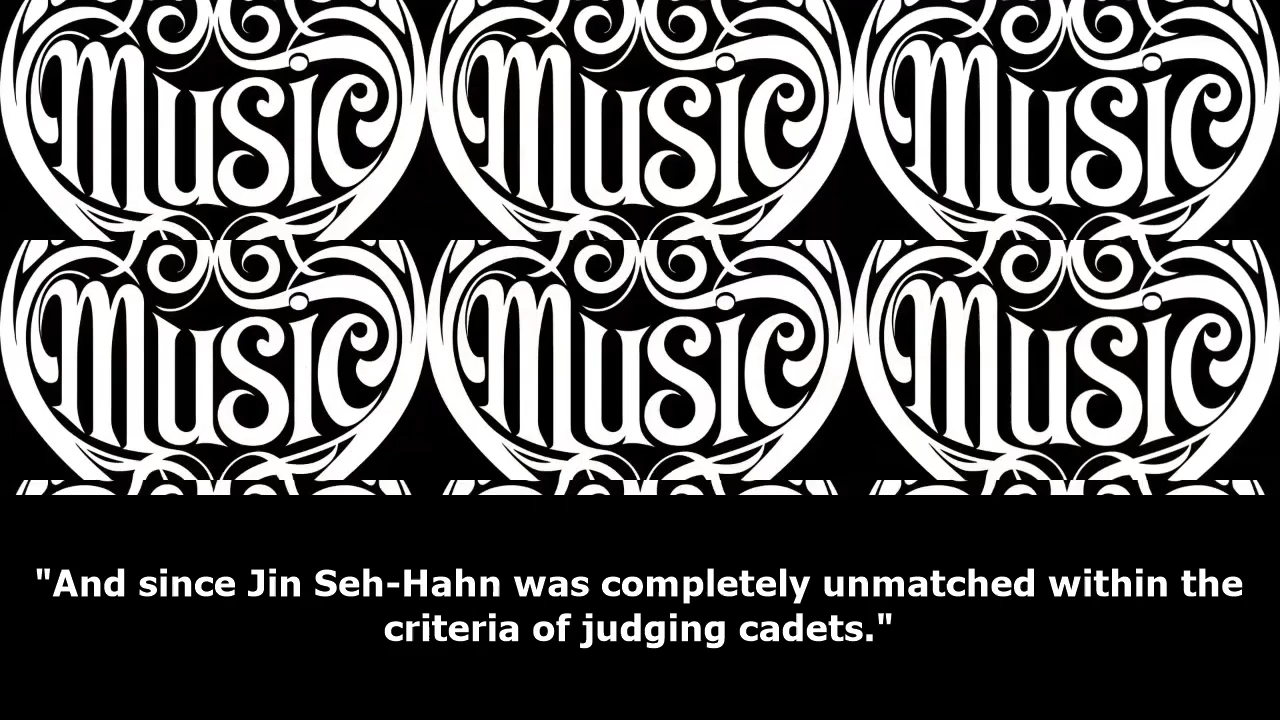 music music music
music music music
"And since Jin Seh-Hahn was completely unmatched within the
criteria of judging cadets."